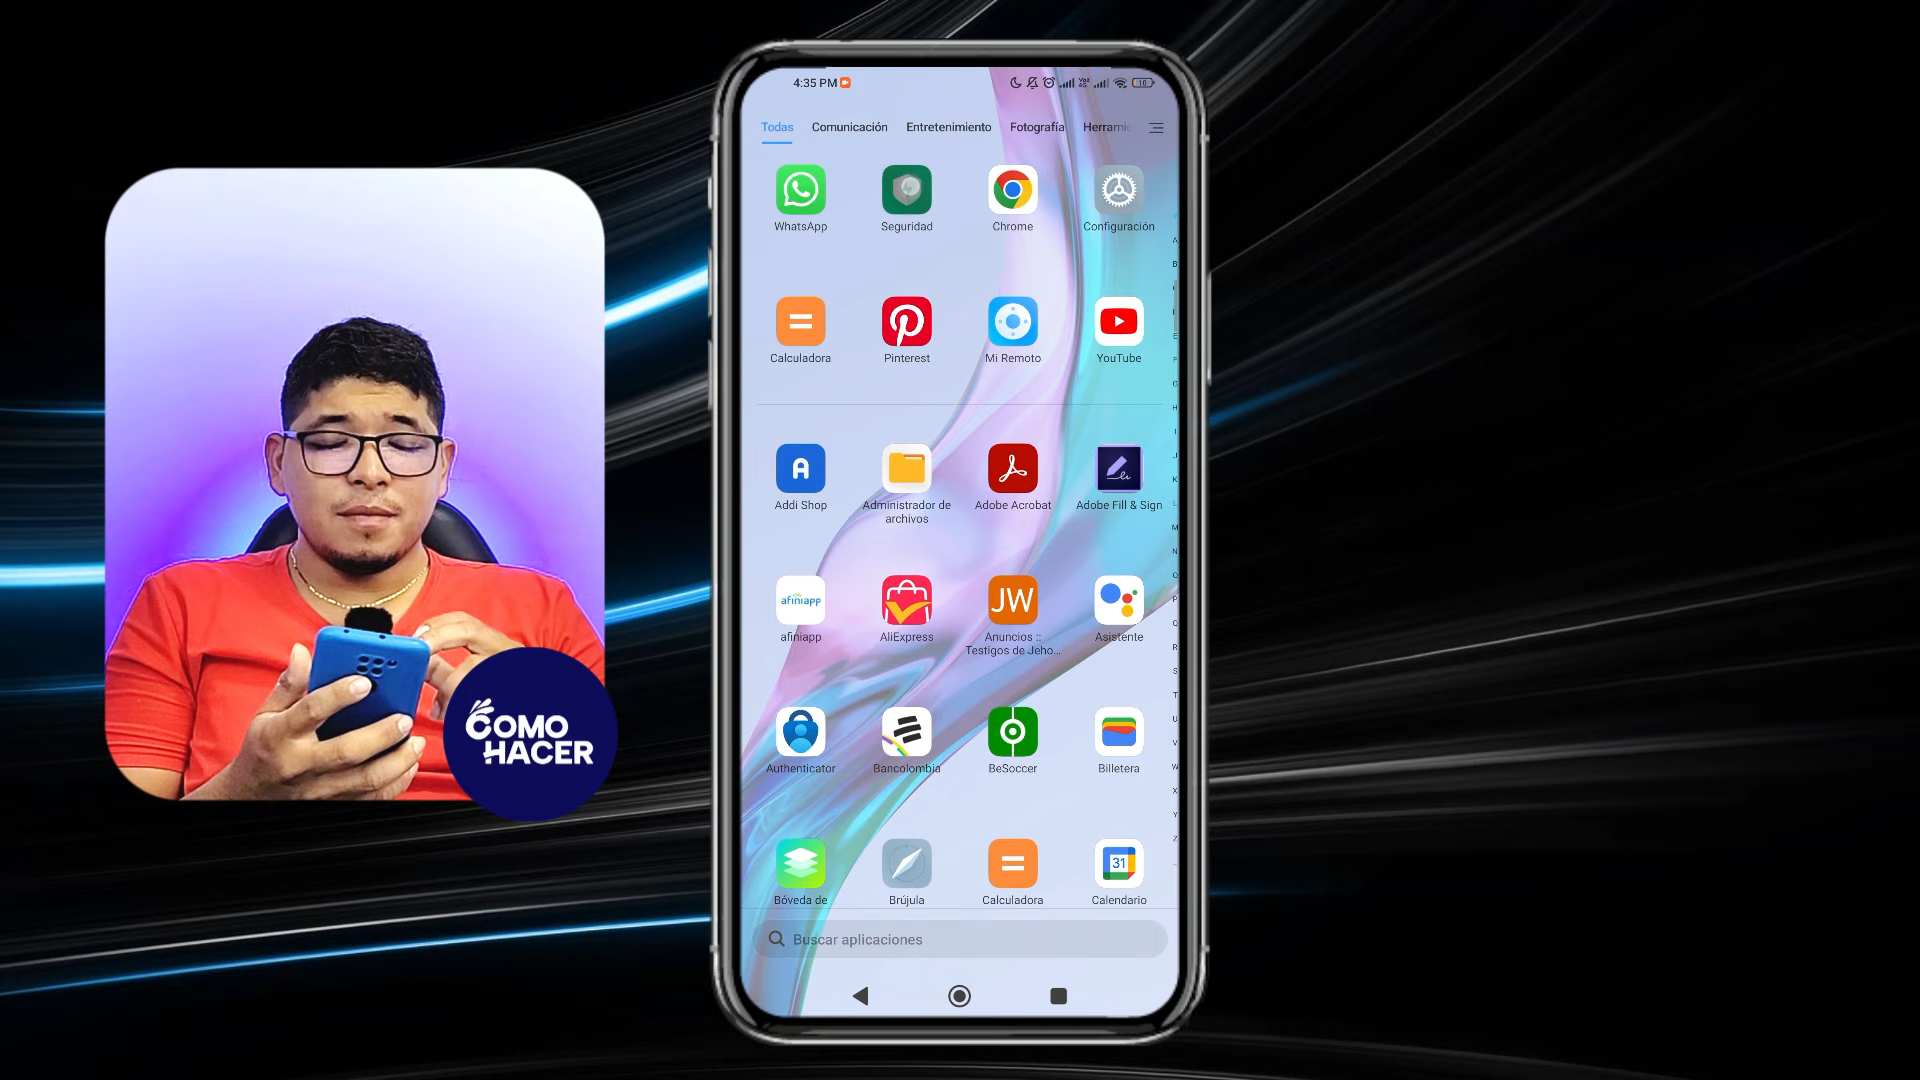 4:35 PM
Todas Comunicación Entretenimiento Fotografía Herramie
WhatsApp Seguridad Chrome Configuración
Calculadora Pinterest Mi Remoto YouTube
A
Addi Shop Administrador de archivos Adobe Acrobat Adobe Fill & Sign
afiniapp JW
afiniapp AliExpress Anuncios :: Testigos de Jeho... Asistente
Authenticator Bancolombia BeSoccer Billetera
31
Bóveda de Brújula Calculadora Calendario
Buscar aplicaciones
COMO
HACER